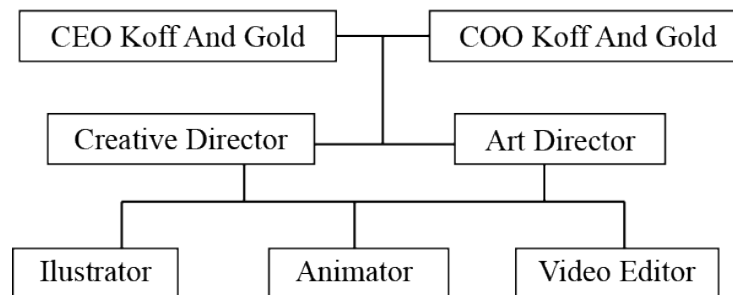 CEO Koff And Gold
COO Koff And Gold
Creative Director
Art Director
Ilustrator
Animator
Video Editor